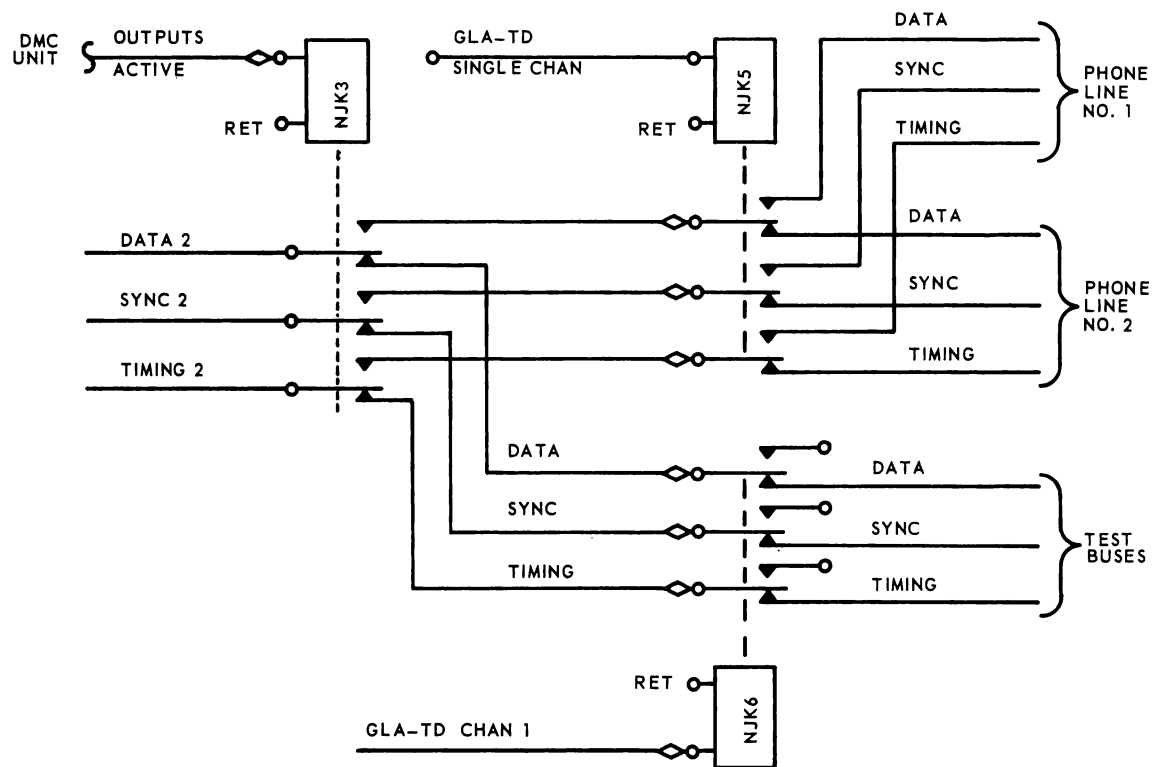 DMC
UNIT
OUTPUTS
ACTIVE
NJK3
RET
GLA-TD
SINGLE CHAN
NJK5
RET
DATA
SYNC
TIMING
PHONE
LINE
NO. 1
DATA 2
SYNC 2
TIMING 2
DATA
SYNC
TIMING
PHONE
LINE
NO. 2
DATA
SYNC
TIMING
DATA
SYNC
TIMING
TEST
BUSES
RET
NJK6
GLA-TD CHAN 1